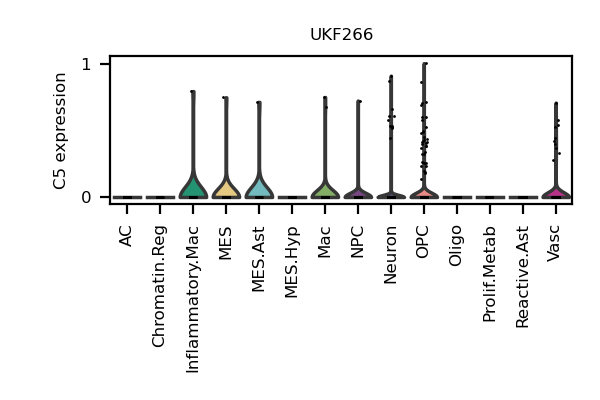 UKF266
C5 expression
1
0
AC
Chromatin.Reg
Inflammatory.Mac
MES
MES.Ast
MES.Hyp
Mac
NPC
Neuron
OPC
Oligo
Prolif.Metab
Reactive.Ast
Vasc